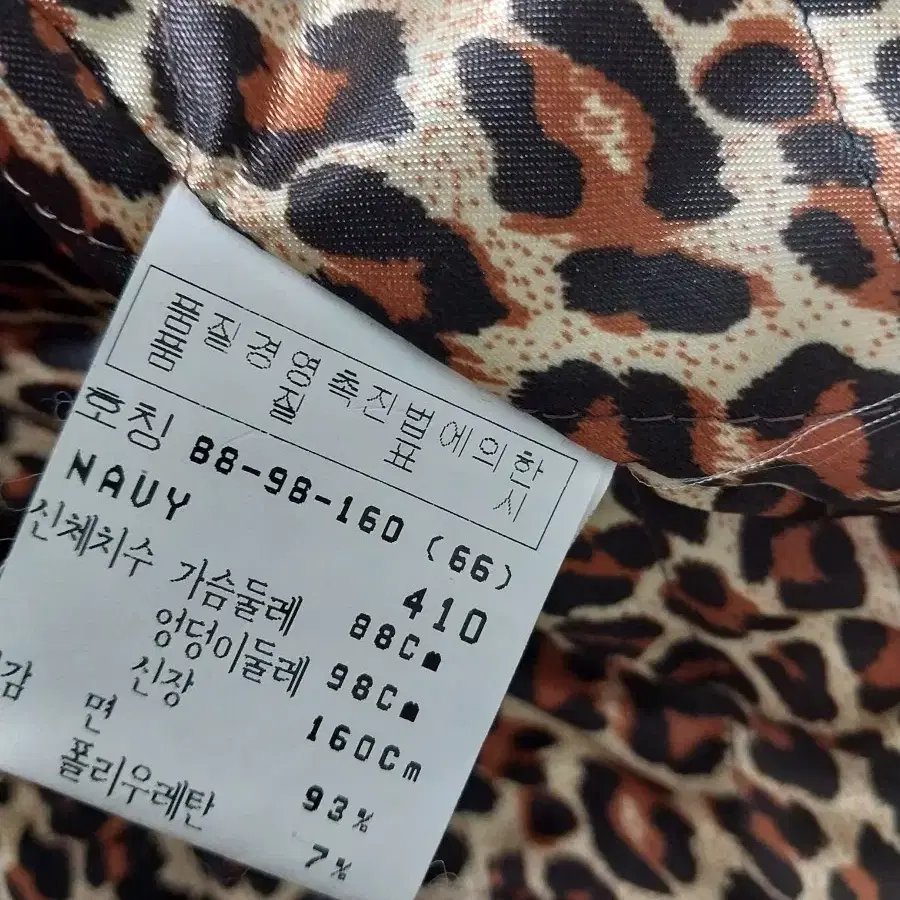 품질경영촉진법에의한
품질표시
호칭 88-98-160 (66)
NAVY 410
신체치수 가슴둘레 88Cm
엉덩이둘레 98Cm
신장 160Cm
감 면 93%
폴리우레탄 7%